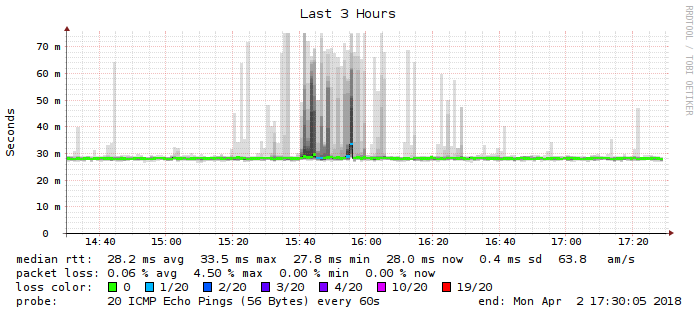 Last 3 Hours
RRDTOOL / TOBI OETIKER
Seconds
70 m
60 m
50 m
40 m
30 m
20 m
10 m
0
14:40 15:00 15:20 15:40 16:00 16:20 16:40 17:00 17:20
median rtt: 28.2 ms avg 33.5 ms max 27.8 ms min 28.0 ms now 0.4 ms sd 63.8 am/s
packet loss: 0.06 % avg 4.50 % max 0.00 % min 0.00 % now
loss color: 0 1/20 2/20 3/20 4/20 10/20 19/20
probe: 20 ICMP Echo Pings (56 Bytes) every 60s end: Mon Apr 2 17:30:05 2018